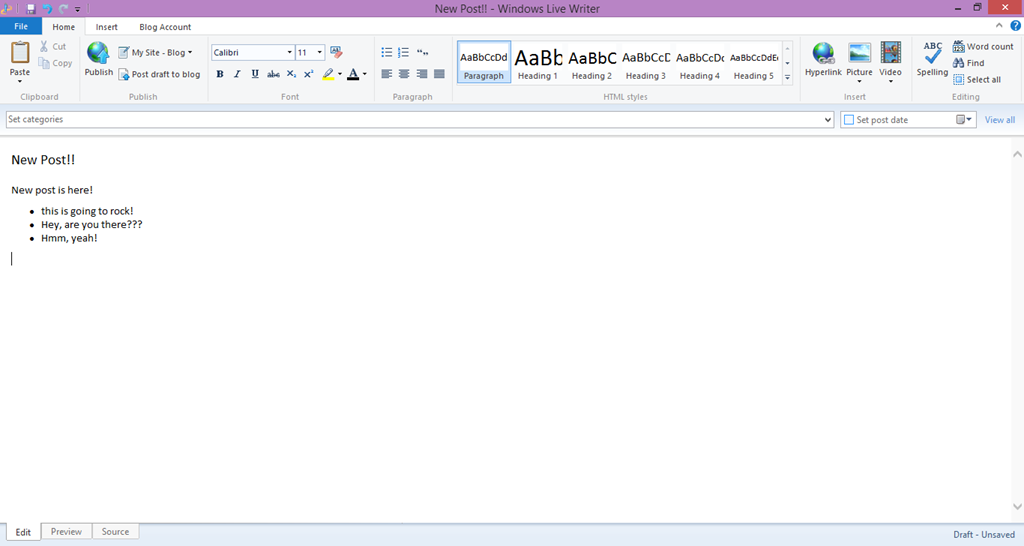 New Post!! - Windows Live Writer
File Home Insert Blog Account
Paste Cut Copy
Publish My Site - Blog Post draft to blog
Calibri 11
B I U abc X₂ X² A
AaBbCcDd AaBb AaBbC AaBbCcD AaBbCcDc AaBbCcDdEe
Paragraph Heading 1 Heading 2 Heading 3 Heading 4 Heading 5
Hyperlink Picture Video
ABC Spelling Word count Find Select all
Clipboard Publish Font Paragraph HTML styles Insert Editing
Set categories Set post date View all
New Post!!
New post is here!
• this is going to rock!
• Hey, are you there???
• Hmm, yeah!
Edit Preview Source Draft - Unsaved